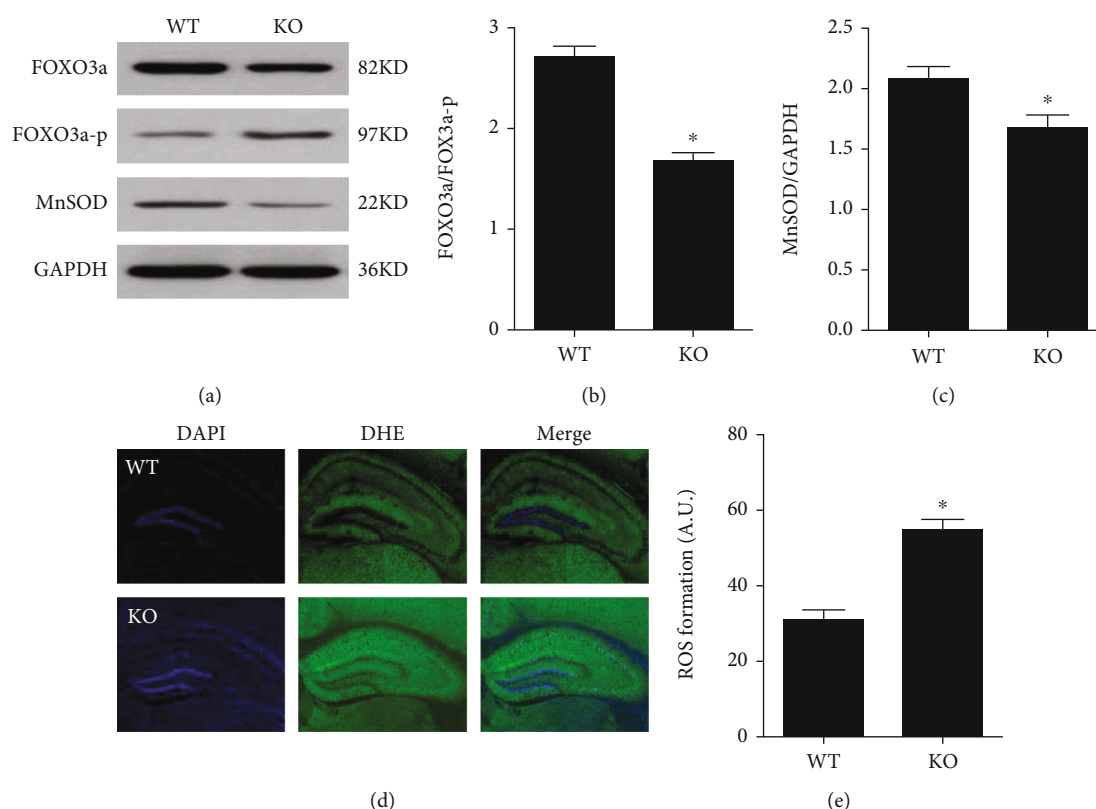 WT KO
FOXO3a 82KD
FOXO3a-p 97KD
MnSOD 22KD
GAPDH 36KD
(a)
FOXO3a/FOX3a-p
3
2
1
0
WT KO
*
(b)
MnSOD/GAPDH
2.5
2.0
1.5
1.0
0.5
0.0
WT KO
*
(c)
DAPI DHE Merge
WT
KO
(d)
ROS formation (A.U.)
80
60
40
20
0
WT KO
*
(e)